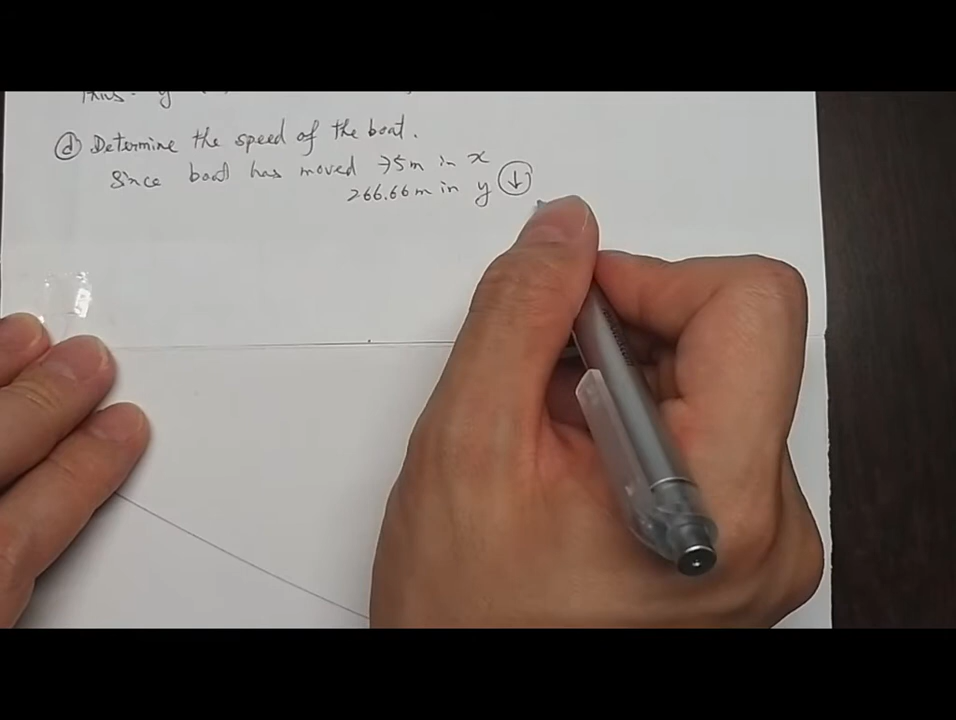 ⓓ Determine the speed of the boat.
Since boat has moved 75m in x
266.66m in y ↓